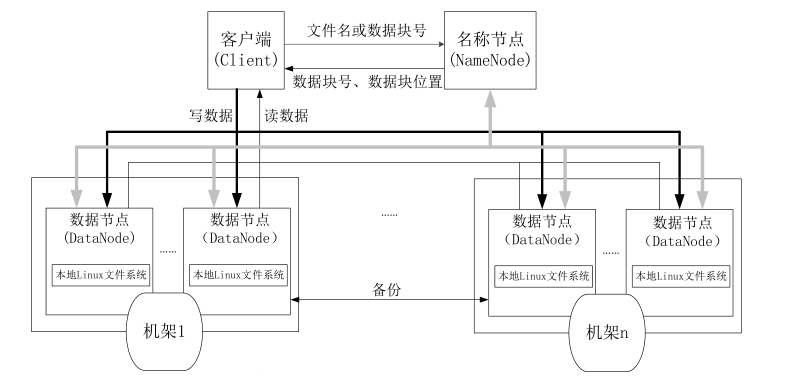 客户端
(Client)
文件名或数据块号
名称节点
(NameNode)
数据块号、数据块位置
写数据
读数据
......
数据节点
(DataNode)
本地Linux文件系统
......
数据节点
（DataNode）
本地Linux文件系统
机架1
备份
数据节点
（DataNode）
本地Linux文件系统
......
数据节点
（DataNode）
本地Linux文件系统
机架n